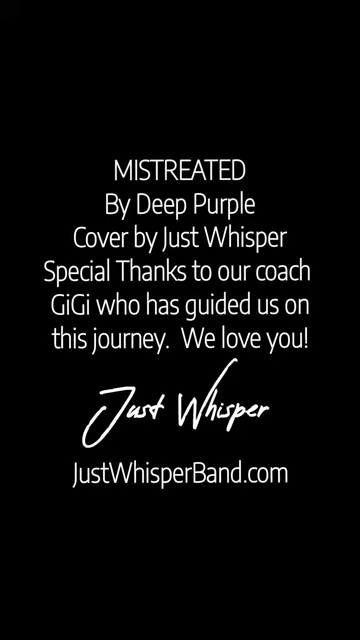 MISTREATED
By Deep Purple
Cover by Just Whisper
Special Thanks to our coach
GiGi who has guided us on
this journey.  We love you!
Just Whisper
JustWhisperBand.com